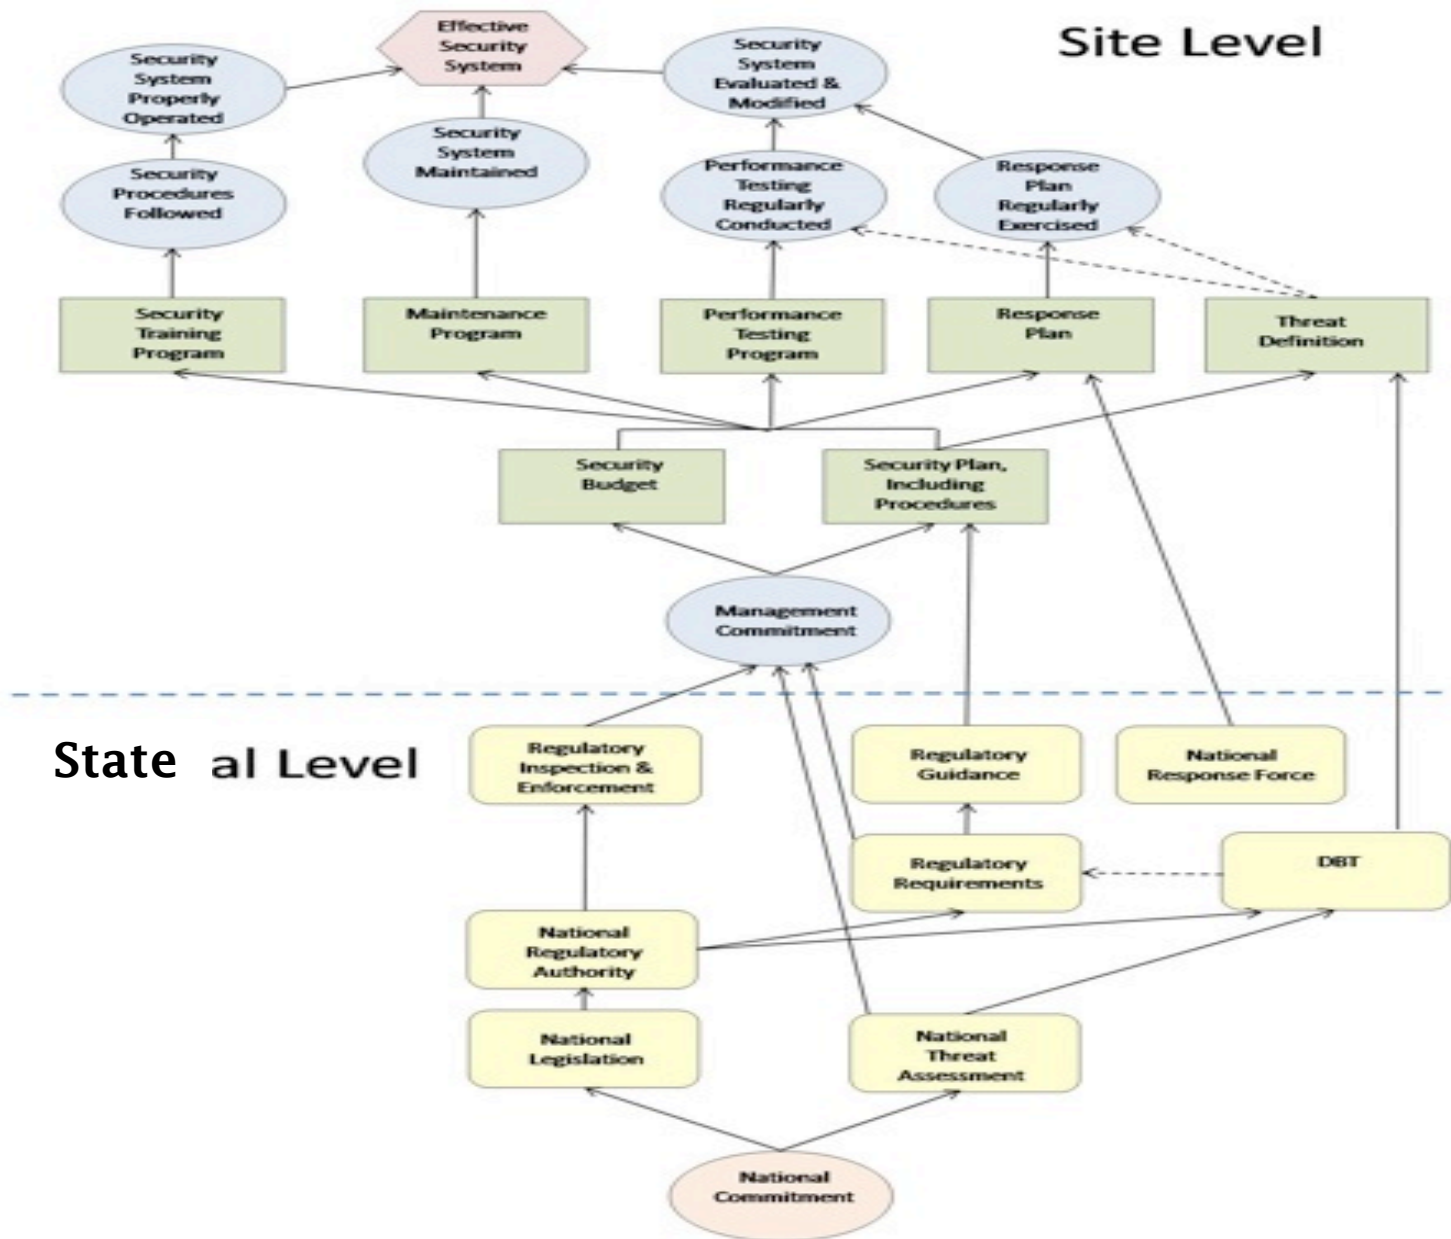 Effective
Security
System
Site Level
Security
System
Properly
Operated
Security
System
Evaluated &
Modified
Security
System
Maintained
Security
Procedures
Followed
Performance
Testing
Regularly
Conducted
Response
Plan
Regularly
Exercised
Security
Training
Program
Maintenance
Program
Performance
Testing
Program
Response
Plan
Threat
Definition
Security
Budget
Security Plan,
Including
Procedures
Management
Commitment
State al Level
Regulatory
Inspection &
Enforcement
Regulatory
Guidance
National
Response Force
Regulatory
Requirements
DBT
National
Regulatory
Authority
National
Legislation
National
Threat
Assessment
National
Commitment